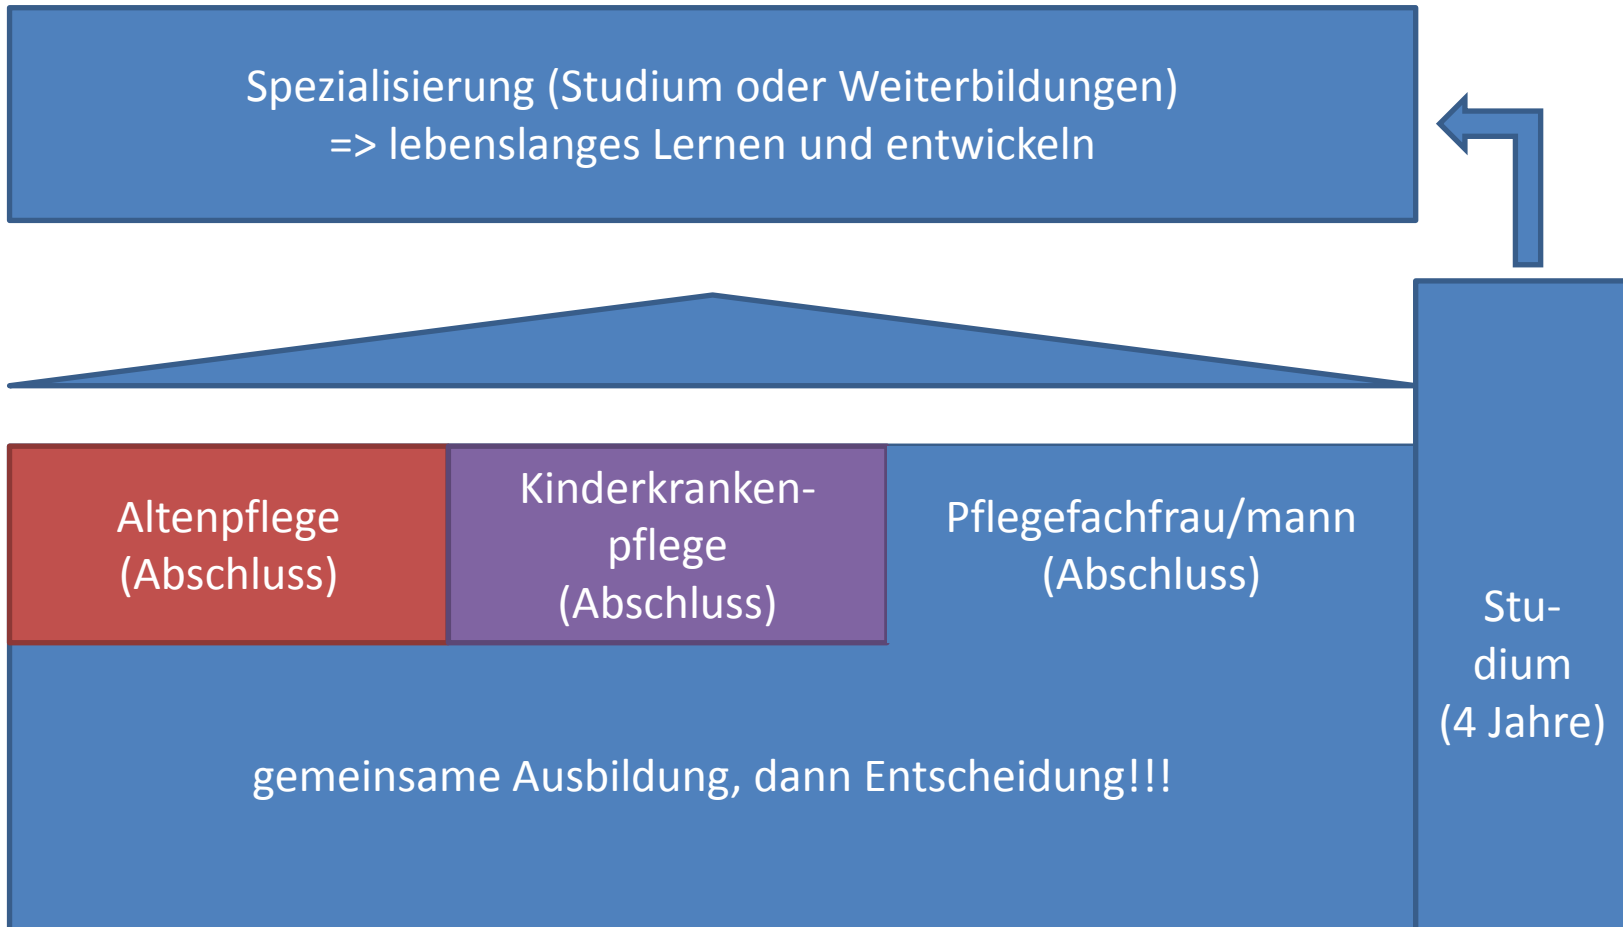 Spezialisierung (Studium oder Weiterbildungen)
=> lebenslanges Lernen und entwickeln
Altenpflege
(Abschluss)
Kinderkranken-
pflege
(Abschluss)
Pflegefachfrau/mann
(Abschluss)
Stu-
dium
(4 Jahre)
gemeinsame Ausbildung, dann Entscheidung!!!